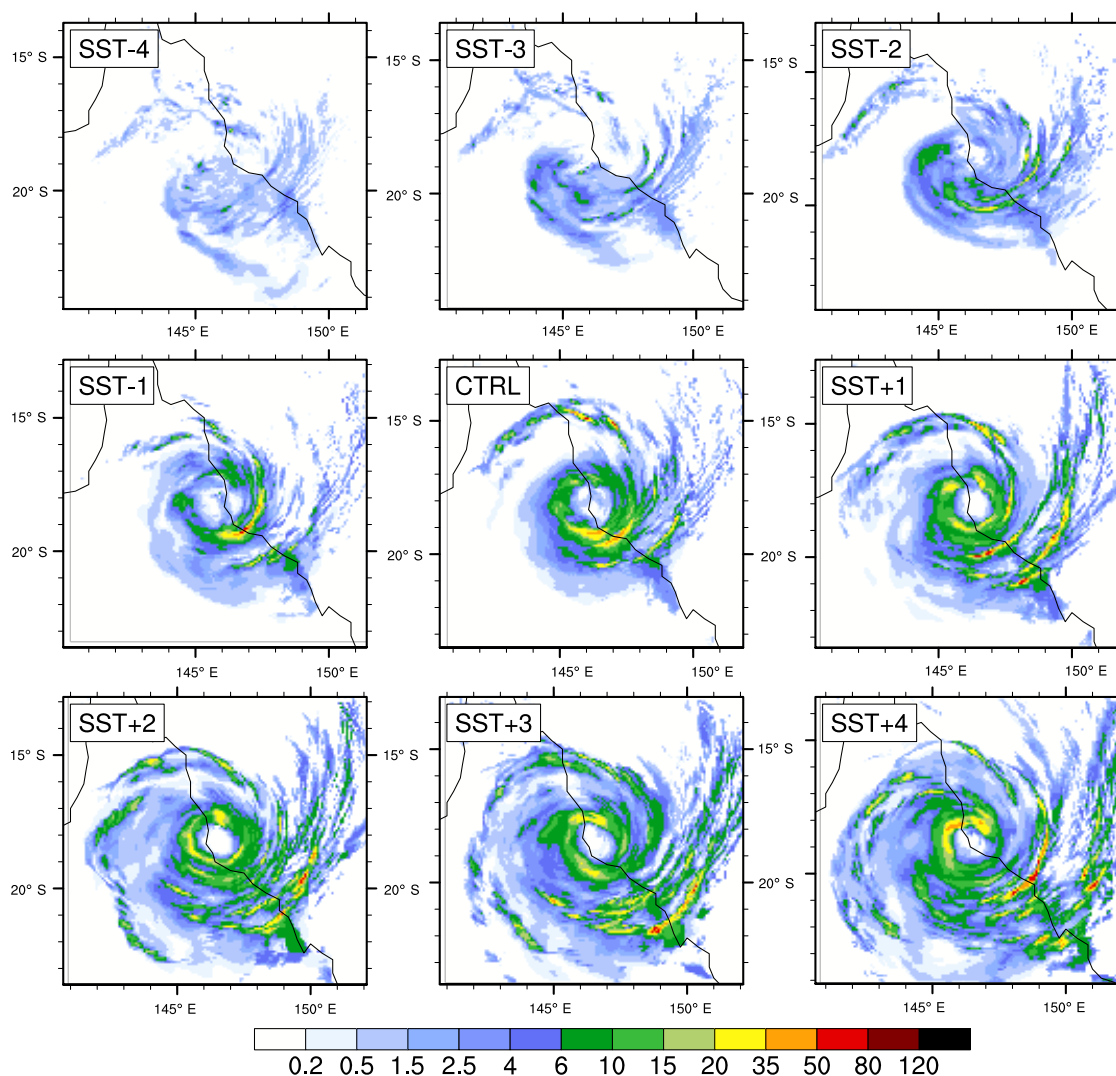 SST-4 SST-3 SST-2
15° S 15° S 15° S
20° S 20° S 20° S
145° E 150° E 145° E 150° E 145° E 150° E
SST-1 CTRL SST+1
15° S 15° S 15° S
20° S 20° S 20° S
145° E 150° E 145° E 150° E 145° E 150° E
SST+2 SST+3 SST+4
15° S 15° S 15° S
20° S 20° S 20° S
145° E 150° E 145° E 150° E 145° E 150° E
0.2 0.5 1.5 2.5 4 6 10 15 20 35 50 80 120